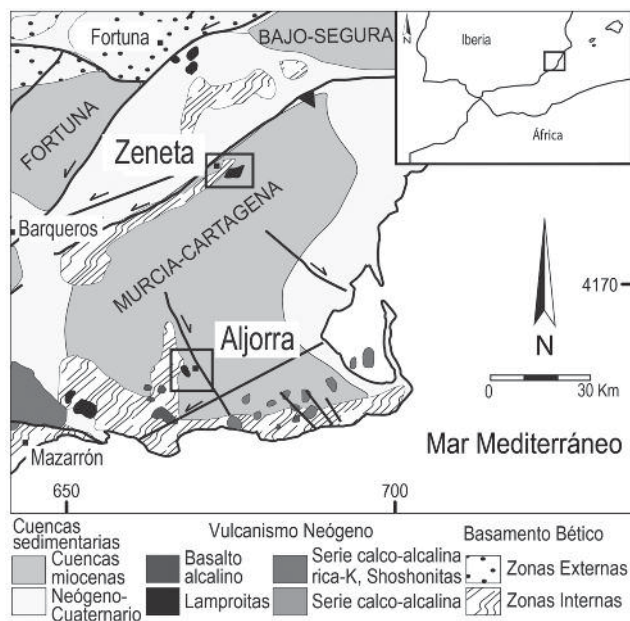 Fortuna
BAJO-SEGURA
N
Iberia
África
FORTUNA
Zeneta
Barqueros
MURCIA-CARTAGENA
4170
Aljorra
N
0 30 Km
Mar Mediterráneo
Mazarrón
650 700
Cuencas sedimentarias
Vulcanismo Neógeno
Basamento Bético
Cuencas miocenas
Basalto alcalino
Serie calco-alcalina rica-K, Shoshonitas
Zonas Externas
Neógeno-Cuaternario
Lamproitas
Serie calco-alcalina
Zonas Internas